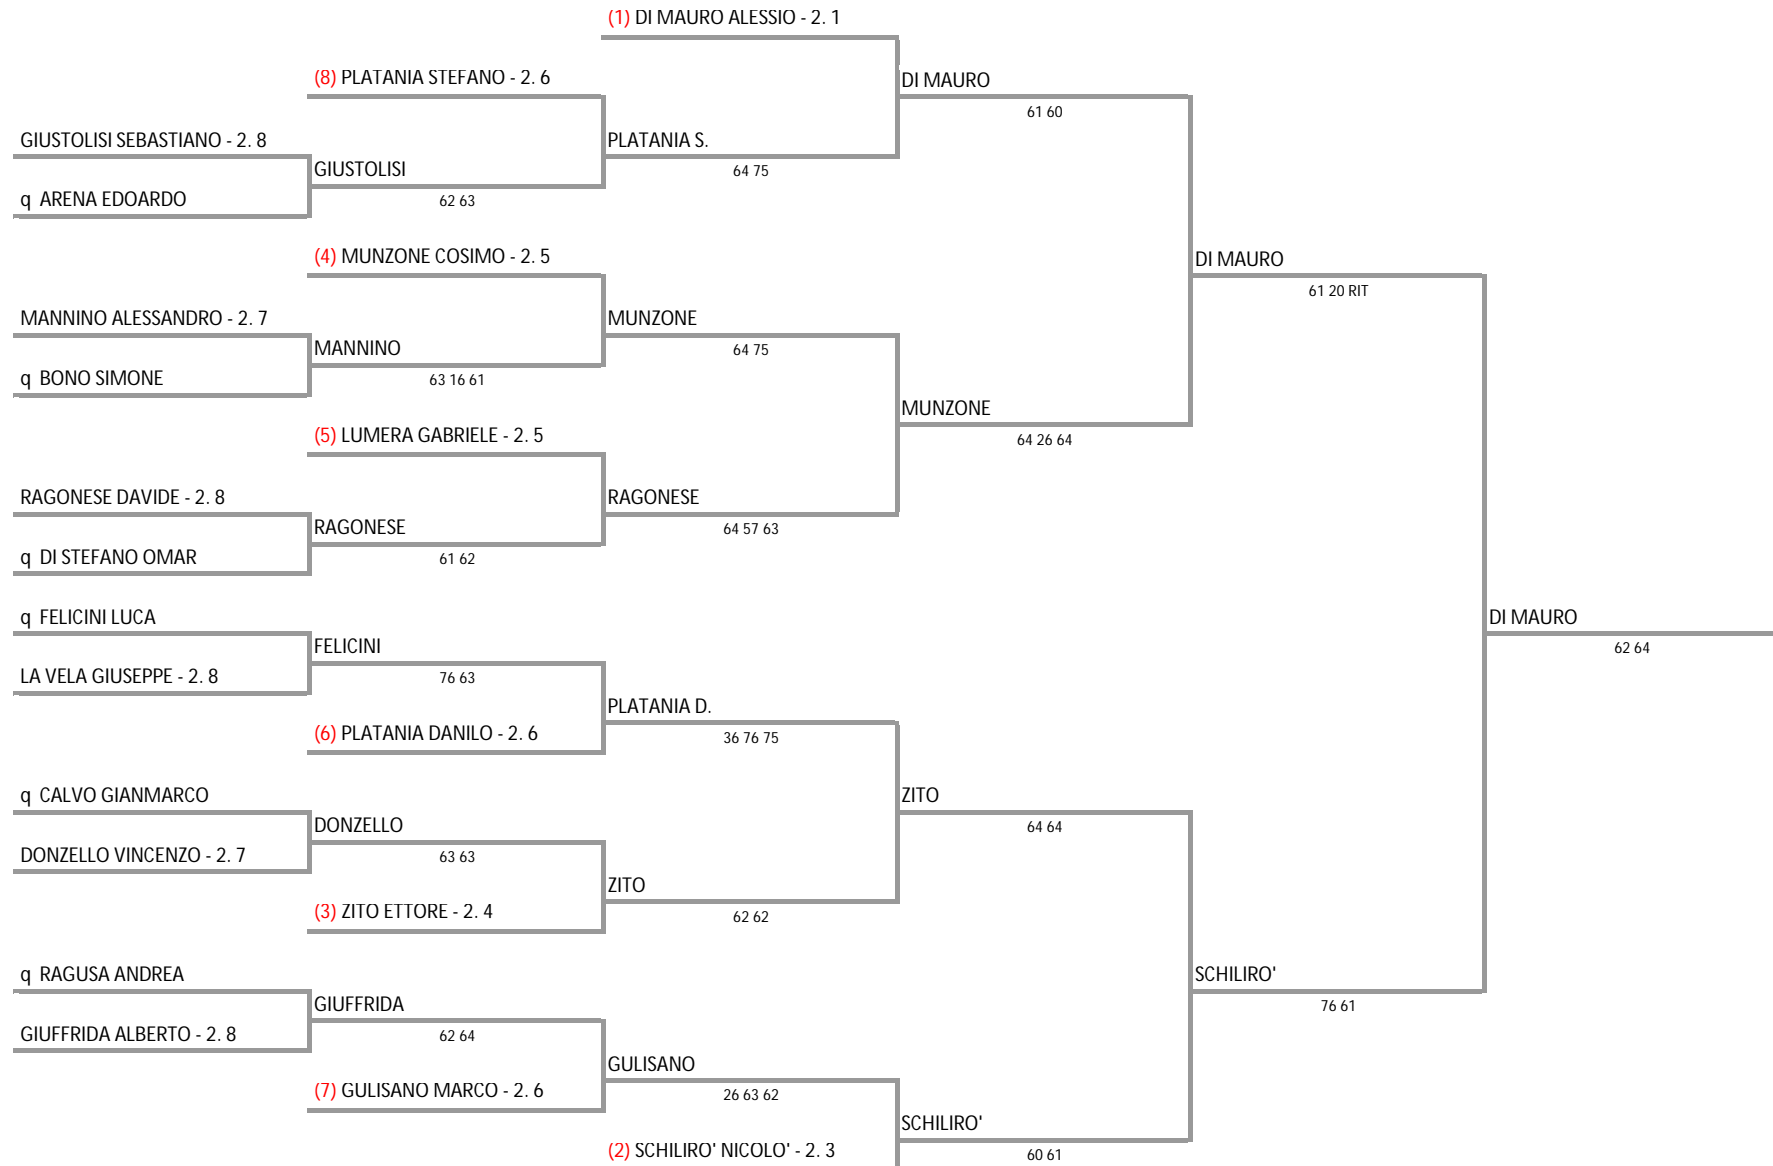 (1) DI MAURO ALESSIO - 2. 1
(8) PLATANIA STEFANO - 2. 6
DI MAURO
61 60
GIUSTOLISI SEBASTIANO - 2. 8
PLATANIA S.
64 75
GIUSTOLISI
62 63
q ARENA EDOARDO
(4) MUNZONE COSIMO - 2. 5
DI MAURO
61 20 RIT
MANNINO ALESSANDRO - 2. 7
MUNZONE
64 75
MANNINO
63 16 61
q BONO SIMONE
MUNZONE
64 26 64
(5) LUMERA GABRIELE - 2. 5
RAGONESE DAVIDE - 2. 8
RAGONESE
64 57 63
RAGONESE
61 62
q DI STEFANO OMAR
q FELICINI LUCA
DI MAURO
62 64
FELICINI
76 63
LA VELA GIUSEPPE - 2. 8
PLATANIA D.
36 76 75
(6) PLATANIA DANILO - 2. 6
q CALVO GIANMARCO
ZITO
64 64
DONZELLO
63 63
DONZELLO VINCENZO - 2. 7
ZITO
62 62
(3) ZITO ETTORE - 2. 4
q RAGUSA ANDREA
SCHILIRO'
76 61
GIUFFRIDA
62 64
GIUFFRIDA ALBERTO - 2. 8
GULISANO
26 63 62
(7) GULISANO MARCO - 2. 6
SCHILIRO'
60 61
(2) SCHILIRO' NICOLO' - 2. 3